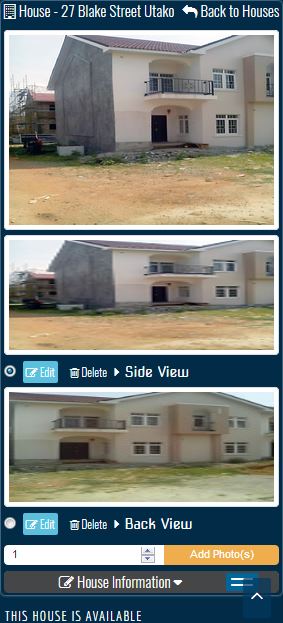 House - 27 Blake Street Utako Back to Houses
Edit Delete Side View
Edit Delete Back View
1 Add Photo(s)
House Information
THIS HOUSE IS AVAILABLE